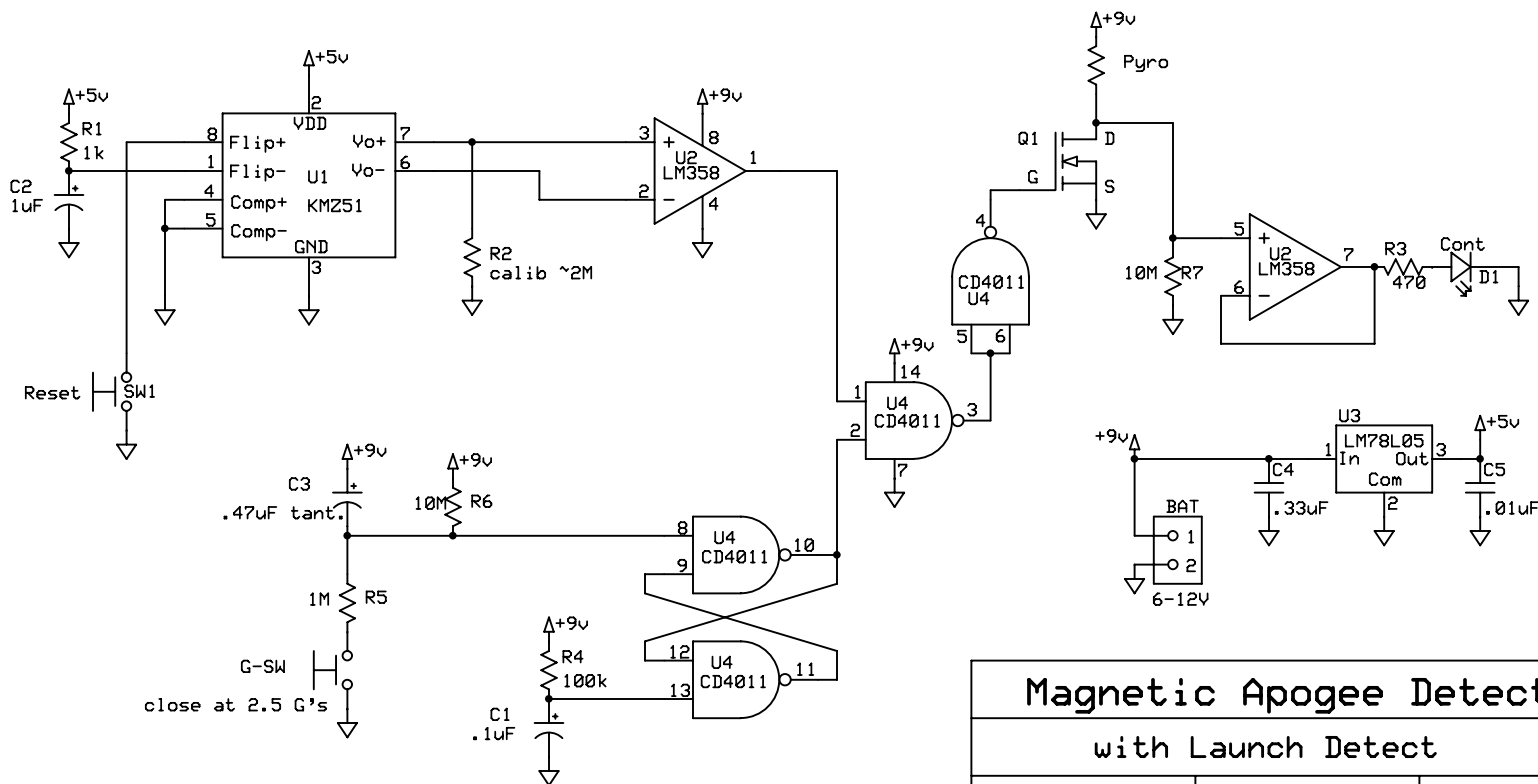 +9v
Pyro
+5v
+5v
+9v
R1
1k
2
VDD
8
Flip+
Yo+
7
3
+
8
Q1
D
1
Flip-
U1
Yo-
6
U2
LM358
1
C2
1uF
+
4
Comp+
KMZ51
2
-
4
G
S
5
Comp-
GND
3
R2
calib ~2M
4
CD4011
U4
5
6
10M
R7
5
+
U2
LM358
6
-
7
R3
470
Cont
D1
Reset
SW1
+9v
14
1
U4
CD4011
3
2
7
U3
+9v
+5v
LM78L05
1
In
Out
3
Com
2
C4
.33uF
C5
.01uF
BAT
1
2
6-12V
+9v
+9v
C3
.47uF tant.
+
10M
R6
8
U4
CD4011
10
9
1M
R5
+9v
G-SW
close at 2.5 G's
R4
100k
12
U4
CD4011
11
13
C1
.1uF
+
Magnetic Apogee Detect
with Launch Detect